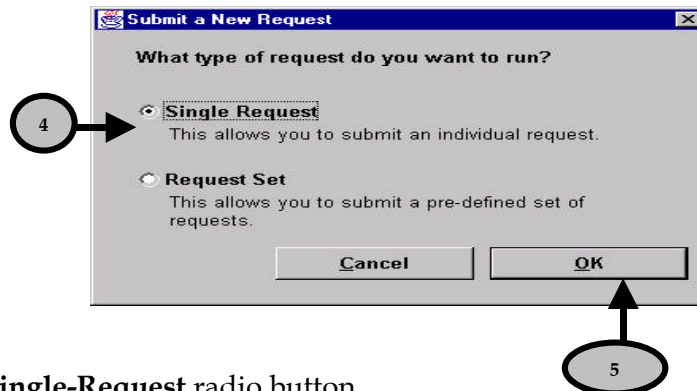 Submit a New Request
What type of request do you want to run?
4
Single Request
This allows you to submit an individual request.
Request Set
This allows you to submit a pre-defined set of
requests.
Cancel
OK
5
ingle-Request radio button